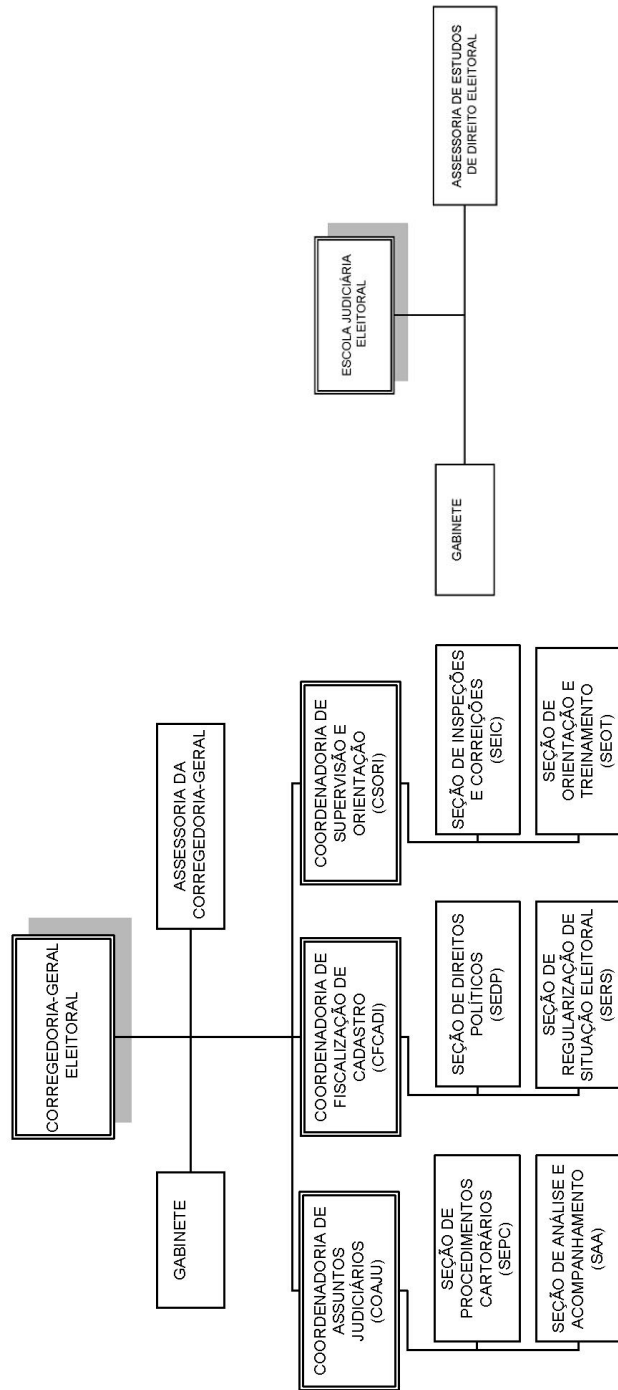 CORREGEDORIA-GERAL
ELEITORAL
GABINETE
ASSESSORIA DA
CORREGEDORIA-GERAL
COORDENADORIA DE
ASSUNTOS
JUDICIÁRIOS
(COAJU)
SEÇÃO DE
PROCEDIMENTOS
CARTORÁRIOS
(SEPC)
SEÇÃO DE ANÁLISE E
ACOMPANHAMENTO
(SAA)
COORDENADORIA DE
FISCALIZAÇÃO DE
CADASTRO
(CFCADI)
SEÇÃO DE DIREITOS
POLÍTICOS
(SEDP)
SEÇÃO DE
REGULARIZAÇÃO DE
SITUAÇÃO ELEITORAL
(SERS)
COORDENADORIA DE
SUPERVISÃO E
ORIENTAÇÃO
(CSORI)
SEÇÃO DE INSPEÇÕES
E CORREIÇÕES
(SEIC)
SEÇÃO DE
ORIENTAÇÃO E
TREINAMENTO
(SEOT)
ESCOLA JUDICIÁRIA
ELEITORAL
GABINETE
ASSESSORIA DE ESTUDOS
DE DIREITO ELEITORAL